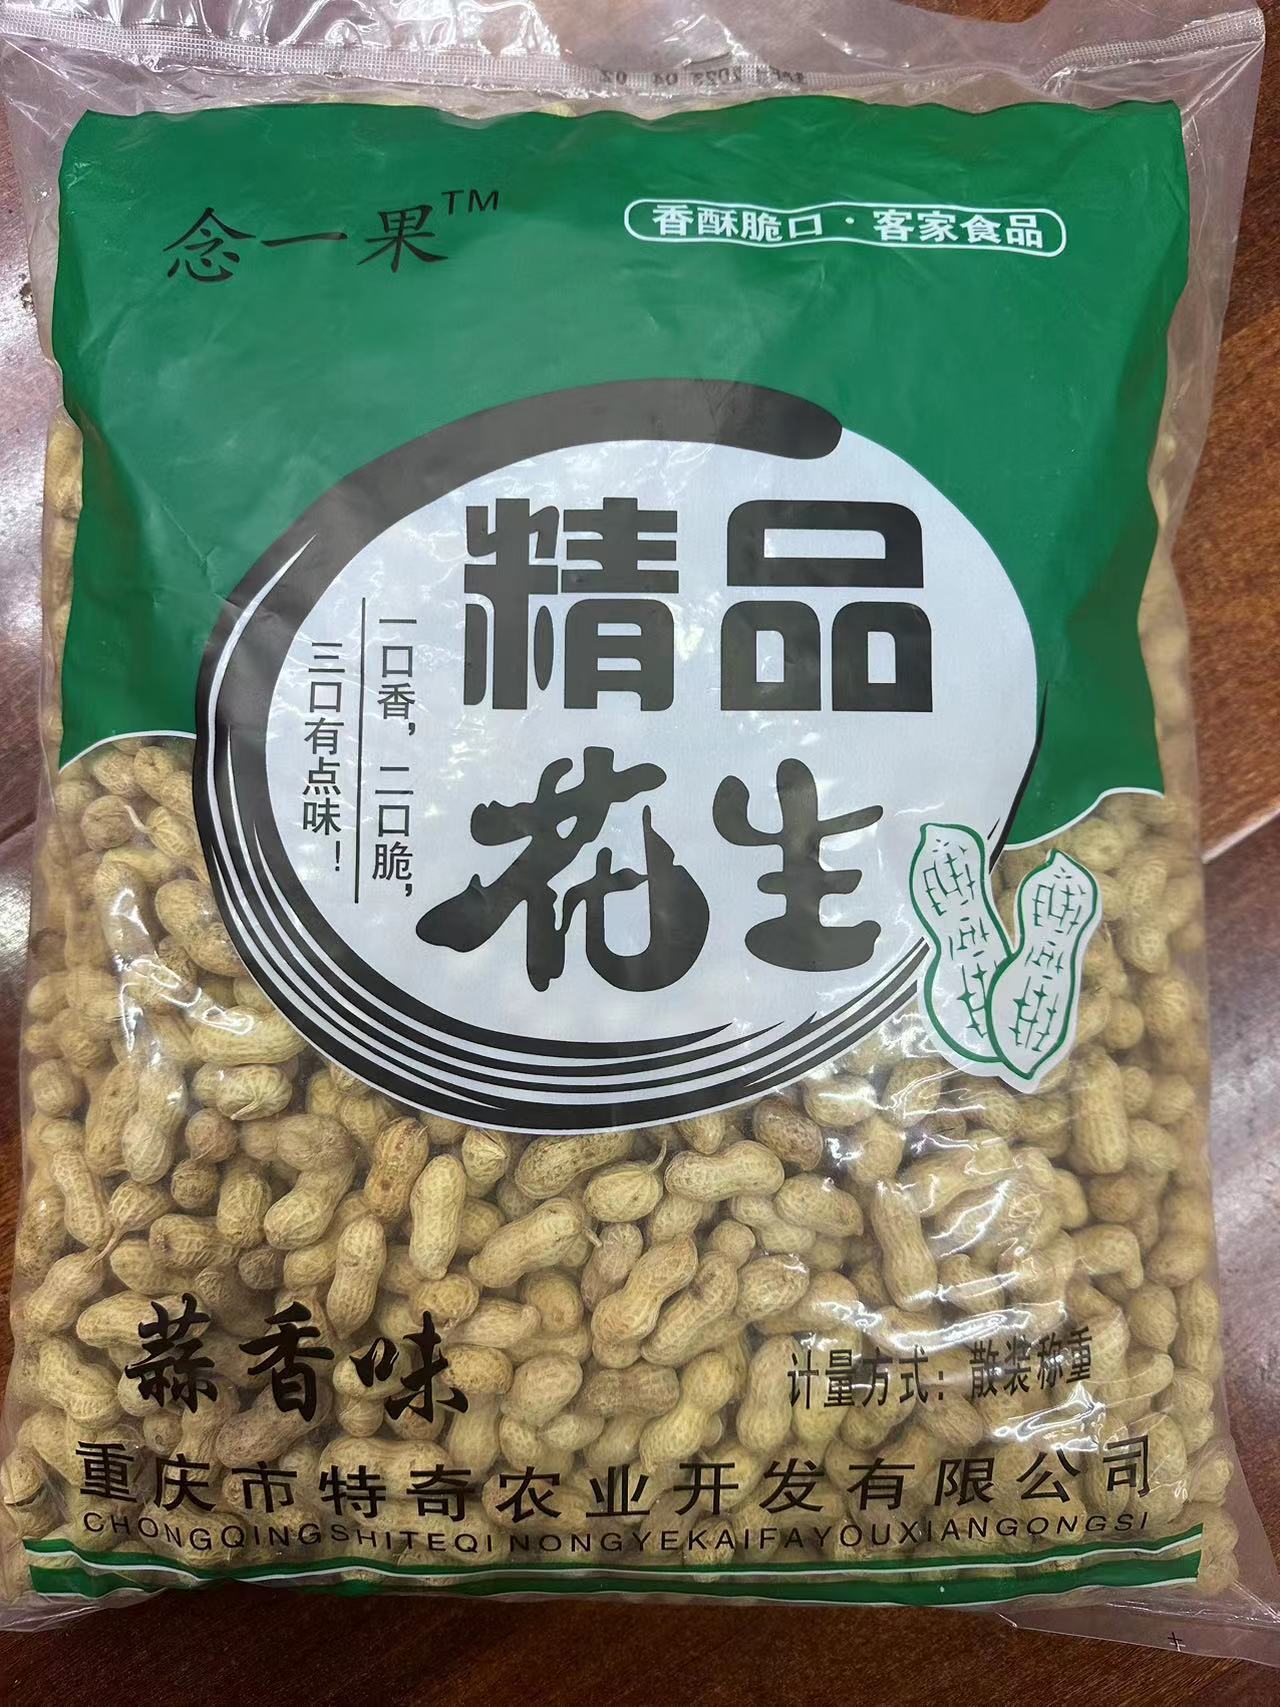 念一果TM
香酥脆口·客家食品
精品
花生
一口香，二口脆，
三口有点味！
蒜香味
计量方式：散装称重
重庆市特奇农业开发有限公司
CHONGQINGSHITEQINONGYEKAIFAYOUXIANGONGSI